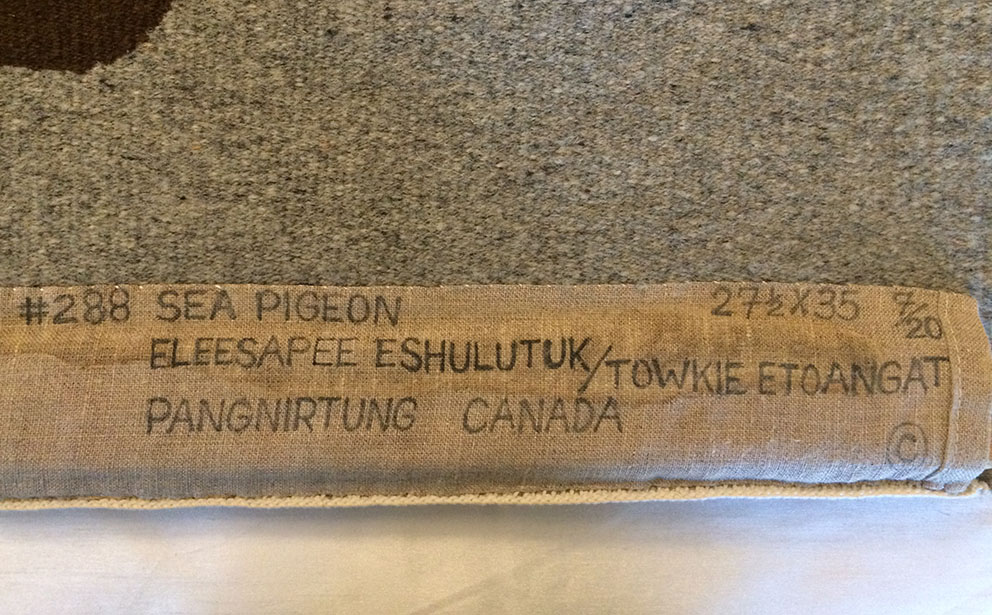 #288 SEA PIGEON 27½X35 7/20
ELEESAPEE ESHULUTUK/TOWKIE ETOANGAT
PANGNIRTUNG CANADA
©